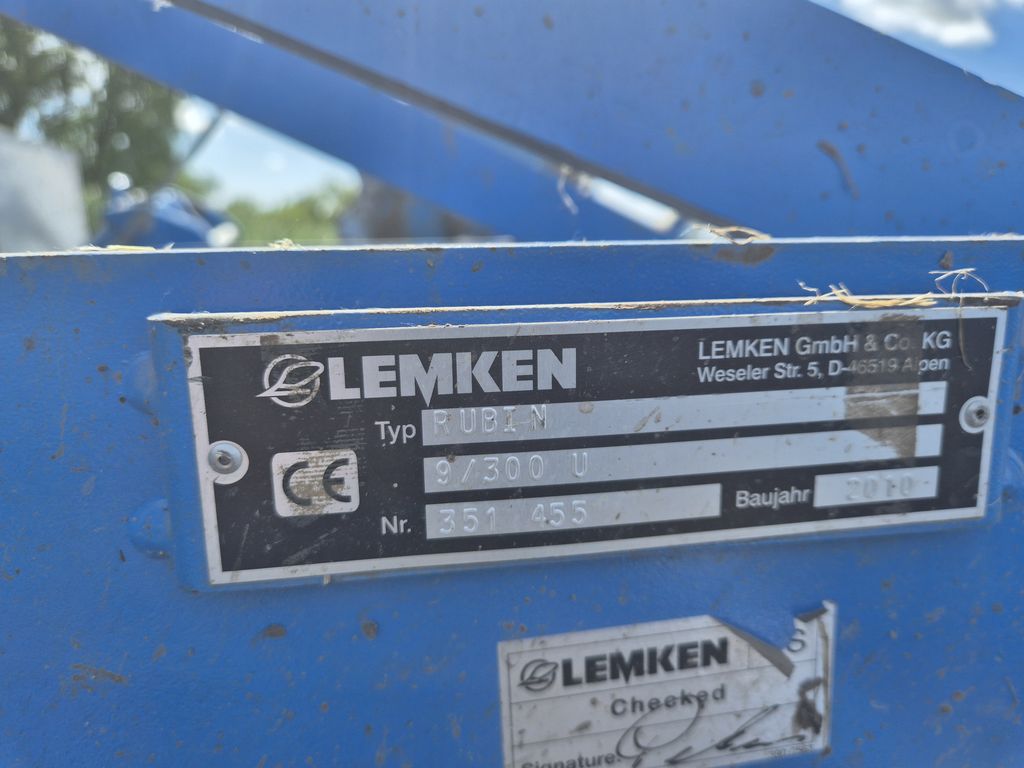 LEMKEN
LEMKEN GmbH & Co. KG
Weseler Str. 5, D-46519 Alpen
Typ RUBIN
9/300 U
CE
Nr. 351 455
Baujahr 2010
LEMKEN
S
Checked
Signature: